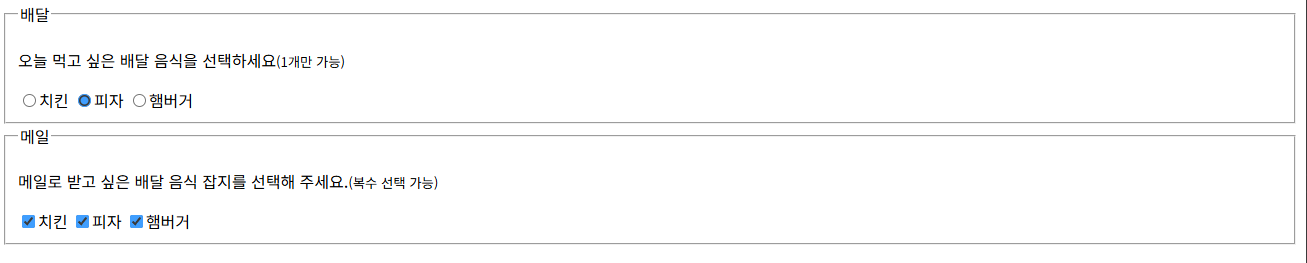 배달
오늘 먹고 싶은 배달 음식을 선택하세요(1개만 가능)
치킨 피자 햄버거
메일
메일로 받고 싶은 배달 음식 잡지를 선택해 주세요.(복수 선택 가능)
치킨 피자 햄버거